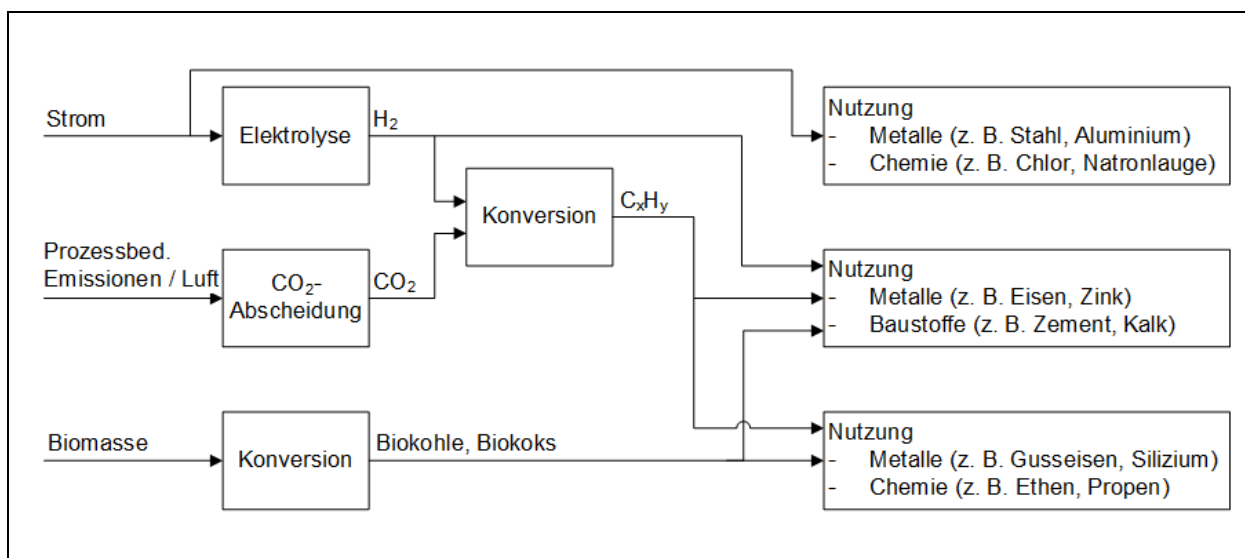 Strom
Elektrolyse
H₂
Nutzung
- Metalle (z. B. Stahl, Aluminium)
- Chemie (z. B. Chlor, Natronlauge)
Konversion
CₓHᵧ
Prozessbed.
Emissionen / Luft
CO₂-
Abscheidung
CO₂
Nutzung
- Metalle (z. B. Eisen, Zink)
- Baustoffe (z. B. Zement, Kalk)
Biomasse
Konversion
Biokohle, Biokoks
Nutzung
- Metalle (z. B. Gusseisen, Silizium)
- Chemie (z. B. Ethen, Propen)